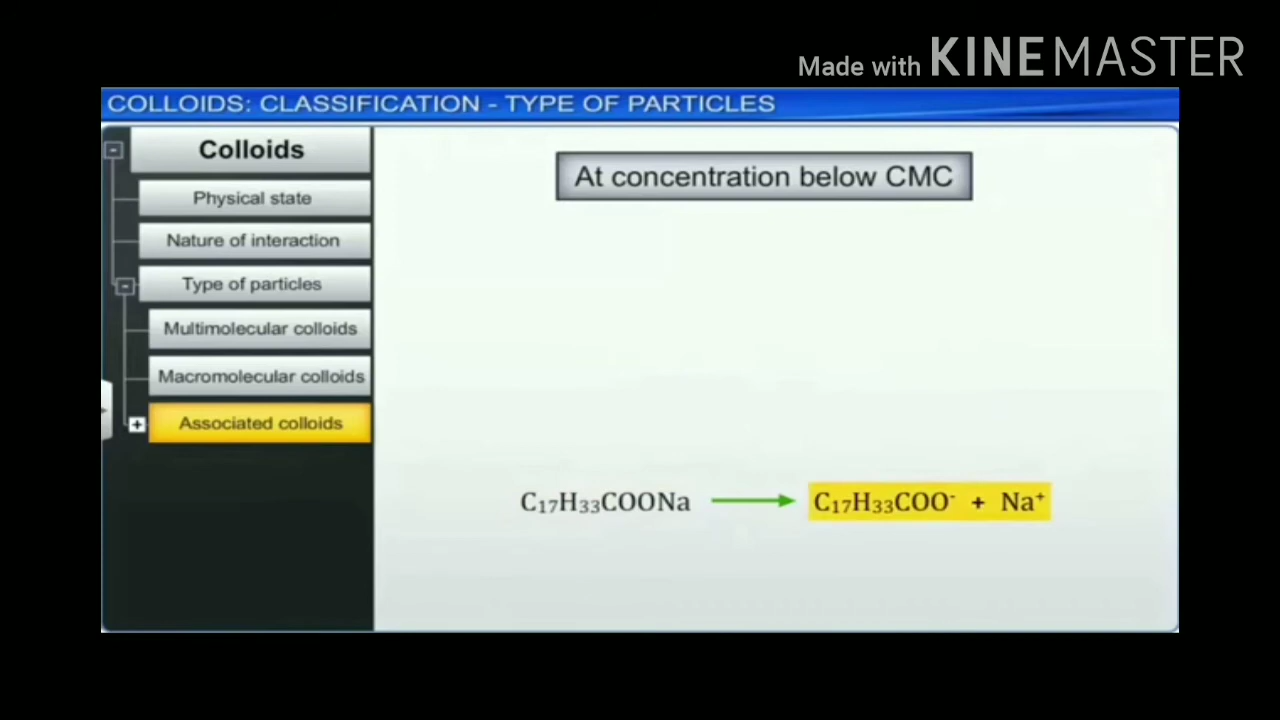 Made with KINEMASTER
COLLOIDS: CLASSIFICATION - TYPE OF PARTICLES
Colloids
Physical state
Nature of interaction
Type of particles
Multimolecular colloids
Macromolecular colloids
Associated colloids
At concentration below CMC
C₁₇H₃₃COONa → C₁₇H₃₃COO⁻ + Na⁺